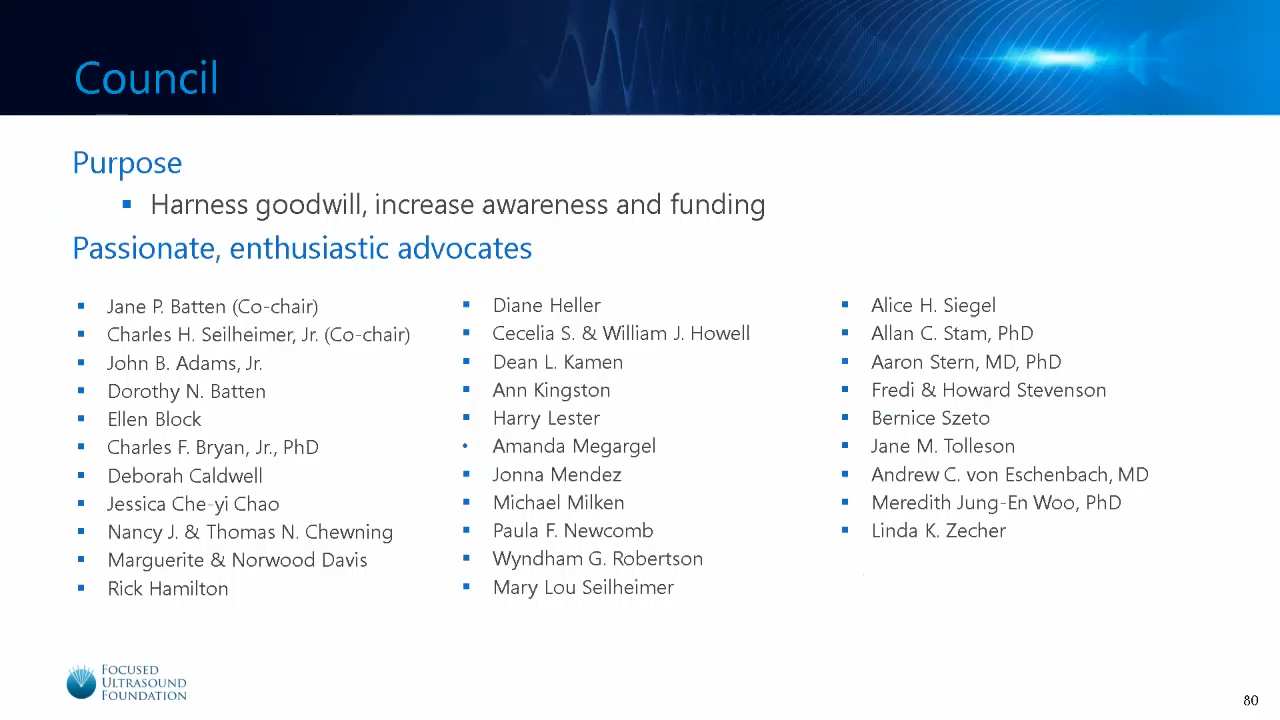 Council
Purpose
▪ Harness goodwill, increase awareness and funding
Passionate, enthusiastic advocates
▪ Jane P. Batten (Co-chair)
▪ Charles H. Seilheimer, Jr. (Co-chair)
▪ John B. Adams, Jr.
▪ Dorothy N. Batten
▪ Ellen Block
▪ Charles F. Bryan, Jr., PhD
▪ Deborah Caldwell
▪ Jessica Che-yi Chao
▪ Nancy J. & Thomas N. Chewning
▪ Marguerite & Norwood Davis
▪ Rick Hamilton
▪ Diane Heller
▪ Cecelia S. & William J. Howell
▪ Dean L. Kamen
▪ Ann Kingston
▪ Harry Lester
• Amanda Megargel
▪ Jonna Mendez
▪ Michael Milken
▪ Paula F. Newcomb
▪ Wyndham G. Robertson
▪ Mary Lou Seilheimer
▪ Alice H. Siegel
▪ Allan C. Stam, PhD
▪ Aaron Stern, MD, PhD
▪ Fredi & Howard Stevenson
▪ Bernice Szeto
▪ Jane M. Tolleson
▪ Andrew C. von Eschenbach, MD
▪ Meredith Jung-En Woo, PhD
▪ Linda K. Zecher
FOCUSED
ULTRASOUND
FOUNDATION
80